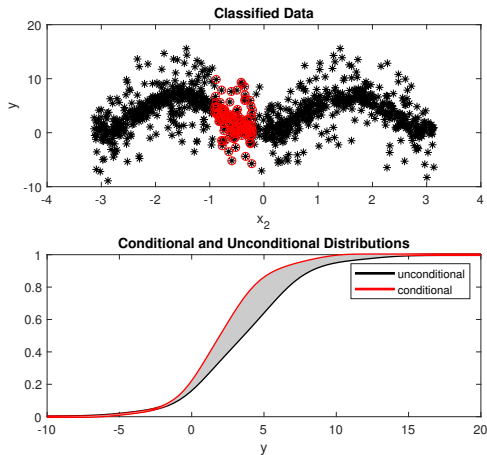 Classified Data
20
10
0
-10
y
-4 -3 -2 -1 0 1 2 3 4
x2
Conditional and Unconditional Distributions
1
0.8
0.6
0.4
0.2
0
unconditional
conditional
-10 -5 0 5 10 15 20
y